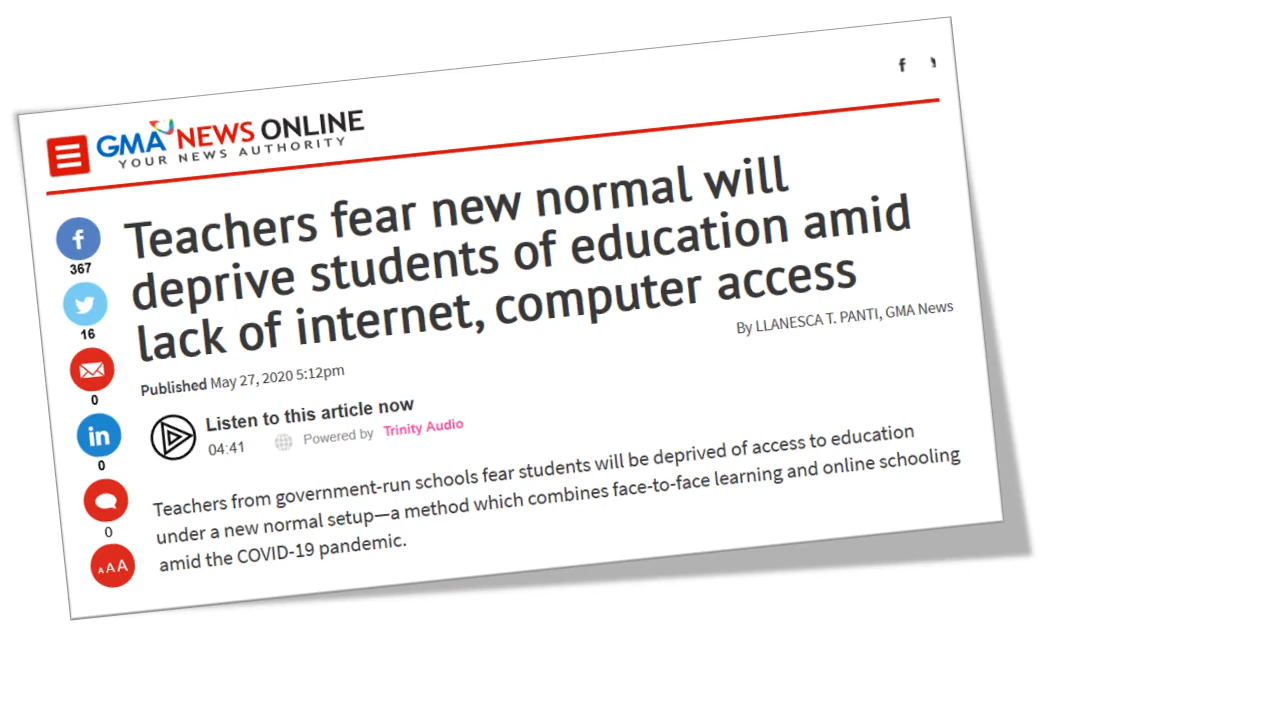 GMA NEWS ONLINE
YOUR NEWS AUTHORITY
Teachers fear new normal will
deprive students of education amid
lack of internet, computer access
By LLANESCA T. PANTI, GMA News
Published May 27, 2020 5:12pm
Listen to this article now
04:41 Powered by Trinity Audio
Teachers from government-run schools fear students will be deprived of access to education
under a new normal setup—a method which combines face-to-face learning and online schooling
amid the COVID-19 pandemic.
f
367
16
0
in
0
0
AAA
f